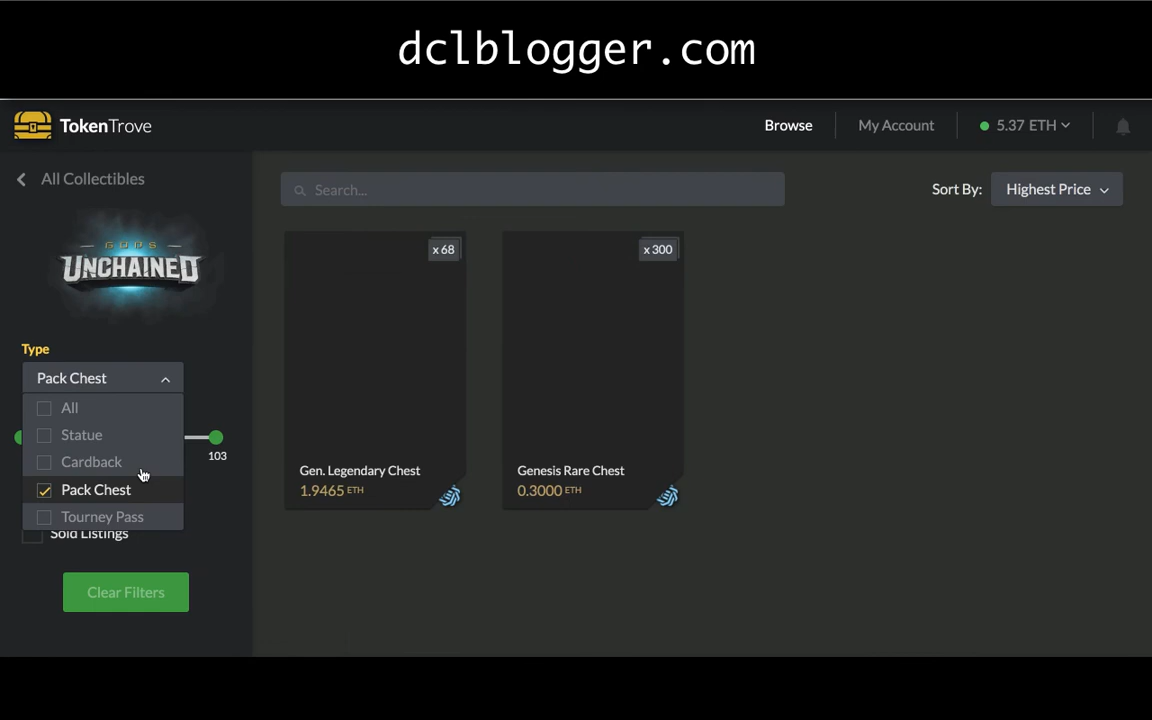 dclblogger.com
TokenTrove
Browse
My Account
5.37 ETH
All Collectibles
Search...
Sort By:
Highest Price
GODS
UNCHAINED
x 68
x 300
Type
Pack Chest
All
Statue
103
Cardback
Pack Chest
Tourney Pass
Sold Listings
Gen. Legendary Chest
1.9465 ETH
Genesis Rare Chest
0.3000 ETH
Clear Filters